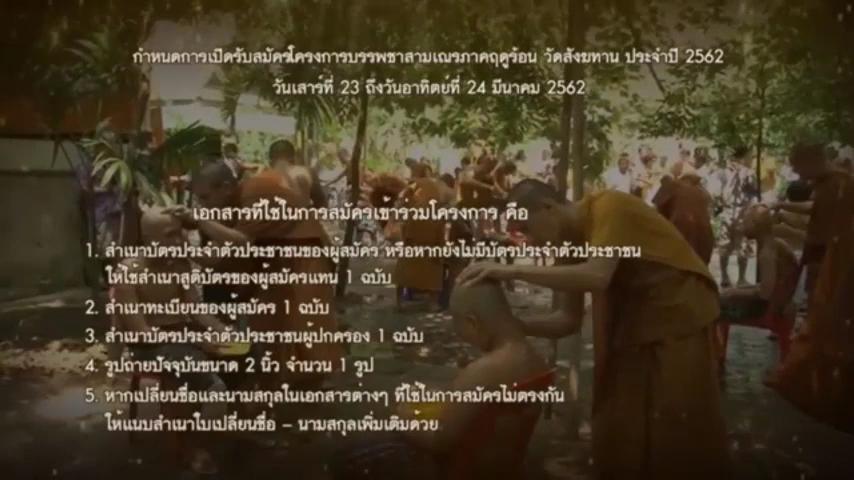 กำหนดการเปิดรับสมัครโครงการบรรพชาสามเณรภาคฤดูร้อน วัดสังฆทาน ประจำปี 2562
วันเสาร์ที่ 23 ถึงวันอาทิตย์ที่ 24 มีนาคม 2562
เอกสารที่ใช้ในการสมัครเข้าร่วมโครงการ คือ
1. สำเนาบัตรประจำตัวประชาชนของผู้สมัคร หรือหากยังไม่มีบัตรประจำตัวประชาชน
ให้ใช้สำเนาสูติบัตรของผู้สมัครแทน 1 ฉบับ
2. สำเนาทะเบียนของผู้สมัคร 1 ฉบับ
3. สำเนาบัตรประจำตัวประชาชนผู้ปกครอง 1 ฉบับ
4. รูปถ่ายปัจจุบันขนาด 2 นิ้ว จำนวน 1 รูป
5. หากเปลี่ยนชื่อและนามสกุลในเอกสารต่างๆ ที่ใช้ในการสมัครไม่ตรงกัน
ให้แนบสำเนาใบเปลี่ยนชื่อ – นามสกุลเพิ่มเติมด้วย